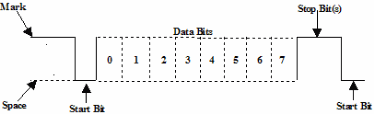 Mark
Stop Bit(s)
Data Bits
0 1 2 3 4 5 6 7
Space
Start Bit
Start Bit